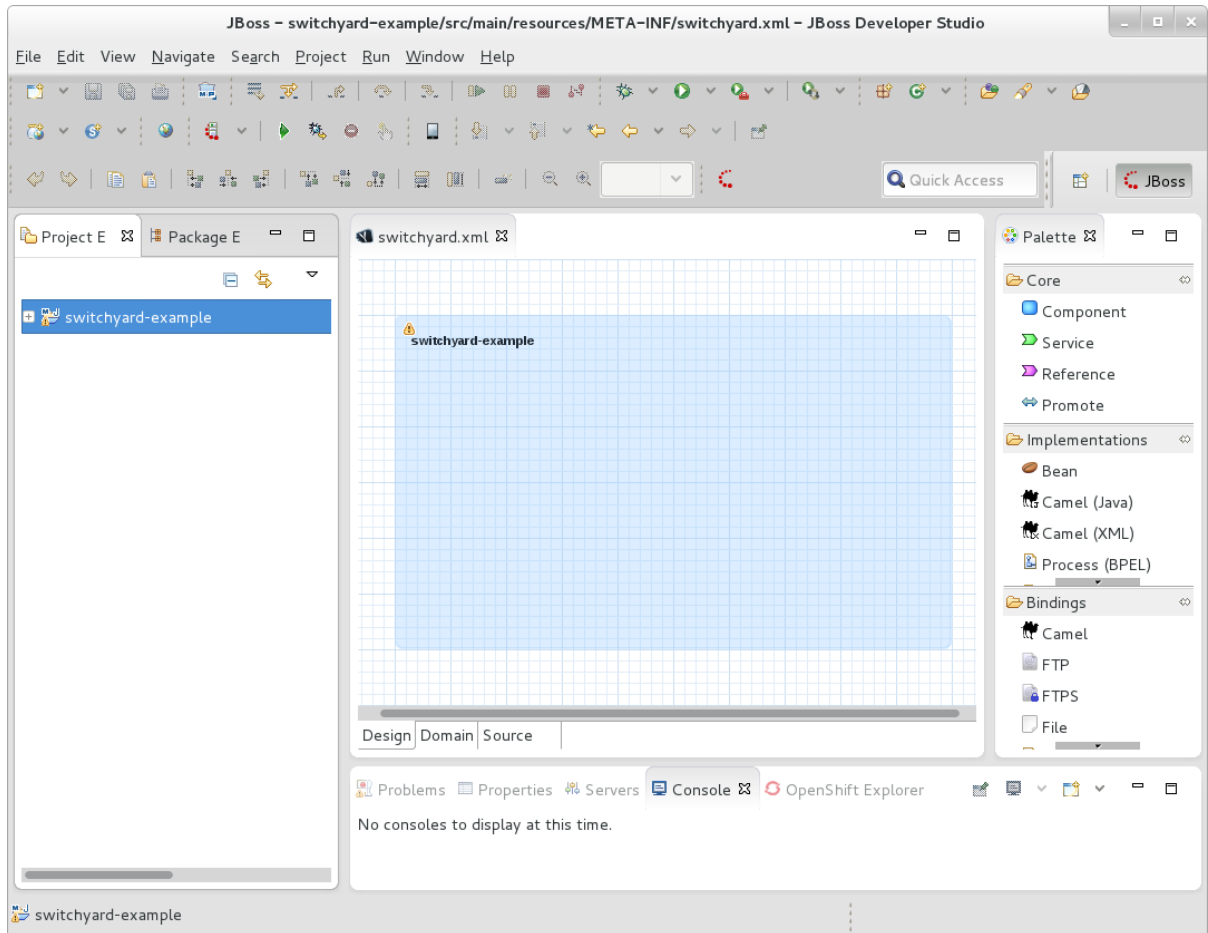 JBoss – switchyard-example/src/main/resources/META-INF/switchyard.xml – JBoss Developer Studio
File Edit View Navigate Search Project Run Window Help
Quick Access
JBoss
Project E
Package E
switchyard-example
switchyard.xml
switchyard-example
Design Domain Source
Palette
Core
Component
Service
Reference
Promote
Implementations
Bean
Camel (Java)
Camel (XML)
Process (BPEL)
Bindings
Camel
FTP
FTPS
File
Problems Properties Servers Console OpenShift Explorer
No consoles to display at this time.
switchyard-example